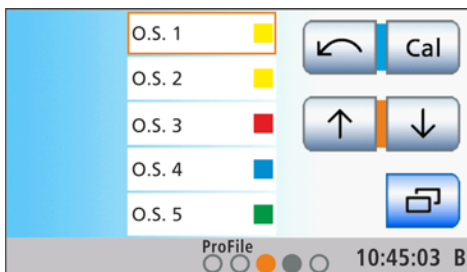 O.S. 1
Cal
O.S. 2
O.S. 3
O.S. 4
O.S. 5
ProFile
10:45:03 B